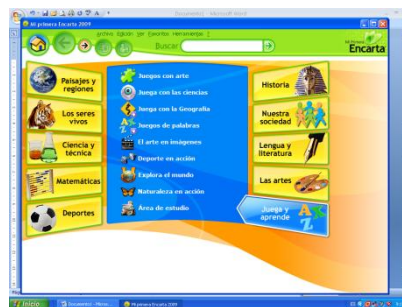 Documento1 - Microsoft Word
Mi primera Encarta 2009
Archivo Edición Ver Favoritos Herramientas
Buscar
Mi Primera
Encarta
Paisajes y
regiones
Los seres
vivos
Ciencia y
técnica
Matemáticas
Deportes
Juegos con arte
Juega con las ciencias
Juega con la Geografía
Juegos de palabras
El arte en imágenes
Deporte en acción
Explora el mundo
Naturaleza en acción
Area de estudio
Historia
Nuestra
sociedad
Lengua y
literatura
Las artes
Juega y
aprende
Inicio
Mi primera Encarta 2009